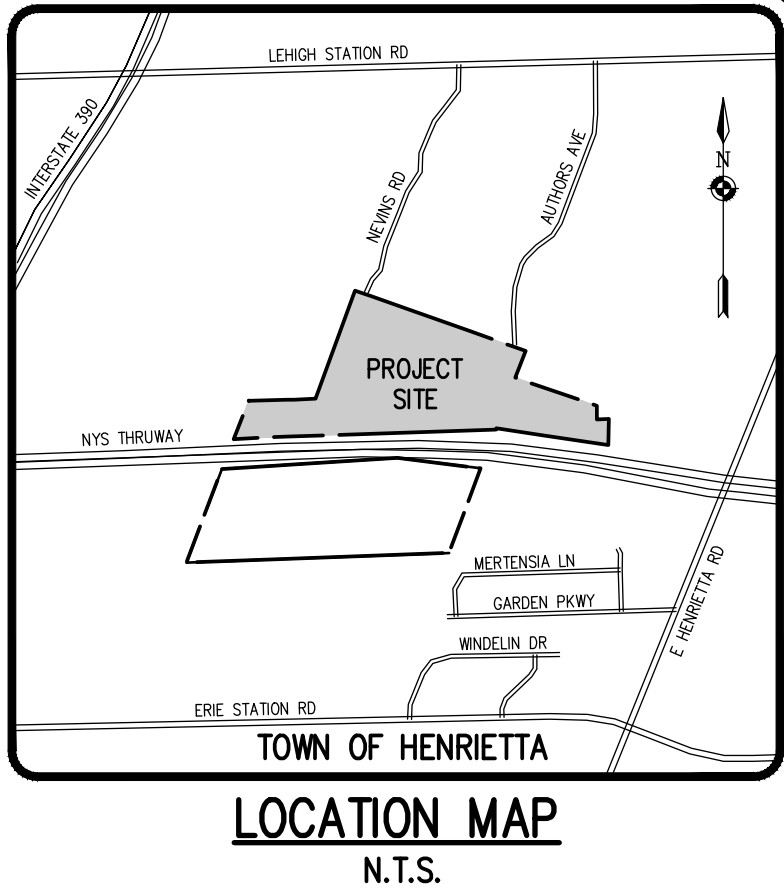 LEHIGH STATION RD
INTERSTATE 390
NEVINS RD
AUTHORS AVE
N
PROJECT
SITE
NYS THRUWAY
MERTENSIA LN
GARDEN PKWY
E HENRIETTA RD
WINDELIN DR
ERIE STATION RD
TOWN OF HENRIETTA
LOCATION MAP
N.T.S.